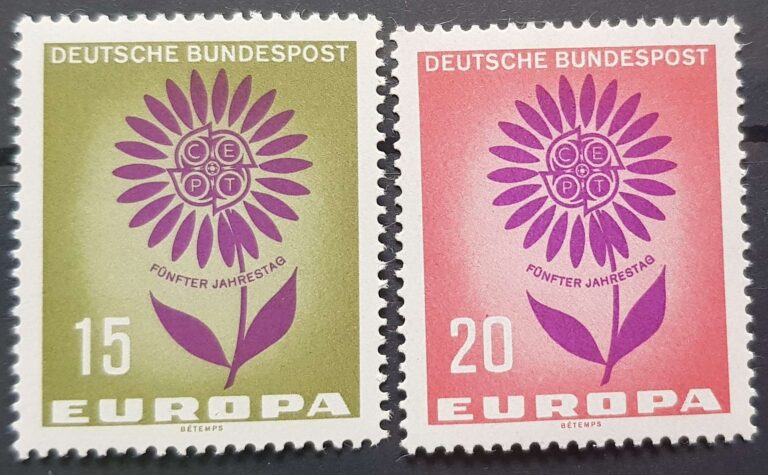 DEUTSCHE BUNDESPOST
C E
P T
FÜNFTER JAHRESTAG
15
EUROPA
BÉTEMPS
DEUTSCHE BUNDESPOST
C E
P T
FÜNFTER JAHRESTAG
20
EUROPA
BÉTEMPS